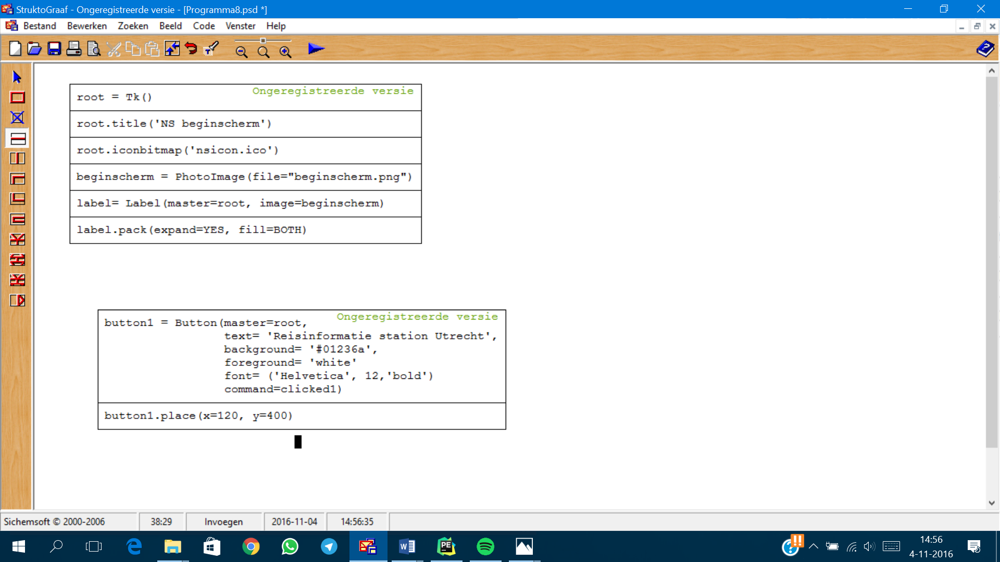 StruktoGraaf - Ongeregistreerde versie - [Programma8.psd *]
Bestand Bewerken Zoeken Beeld Code Venster Help
Ongeregistreerde versie
root = Tk()
root.title('NS beginscherm')
root.iconbitmap('nsicon.ico')
beginscherm = PhotoImage(file="beginscherm.png")
label= Label(master=root, image=beginscherm)
label.pack(expand=YES, fill=BOTH)
Ongeregistreerde versie
button1 = Button(master=root,
text= 'Reisinformatie station Utrecht',
background= '#01236a',
foreground= 'white'
font= ('Helvetica', 12,'bold')
command=clicked1)
button1.place(x=120, y=400)
Sichemsoft © 2000-2006 38:29 Invoegen 2016-11-04 14:56:35
14:56
4-11-2016